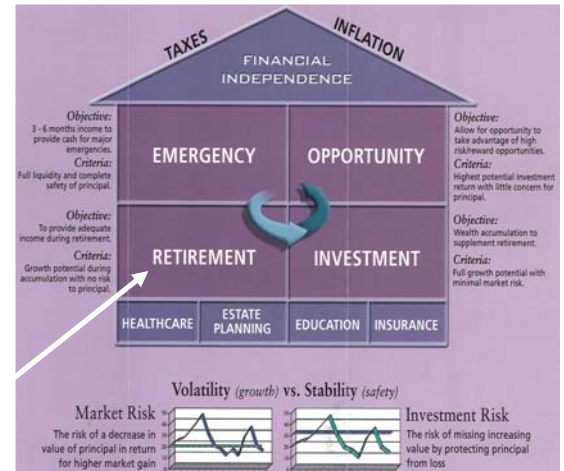 TAXES
INFLATION
FINANCIAL
INDEPENDENCE
Objective:
3 - 6 months income to
provide cash for major
emergencies.
Criteria:
Full liquidity and complete
safety of principal.
EMERGENCY
OPPORTUNITY
Objective:
Allow for opportunity to
take advantage of high
risk/reward opportunities.
Criteria:
Highest potential investment
return with little concern for
principal.
Objective:
To provide adequate
income during retirement.
Criteria:
Growth potential during
accumulation with no risk
to principal.
RETIREMENT
INVESTMENT
Objective:
Wealth accumulation to
supplement retirement.
Criteria:
Full growth potential with
minimal market risk.
HEALTHCARE
ESTATE
PLANNING
EDUCATION
INSURANCE
Volatility (growth) vs. Stability (safety)
Market Risk
The risk of a decrease in
value of principal in return
for higher market gain
Investment Risk
The risk of missing increasing
value by protecting principal
from loss